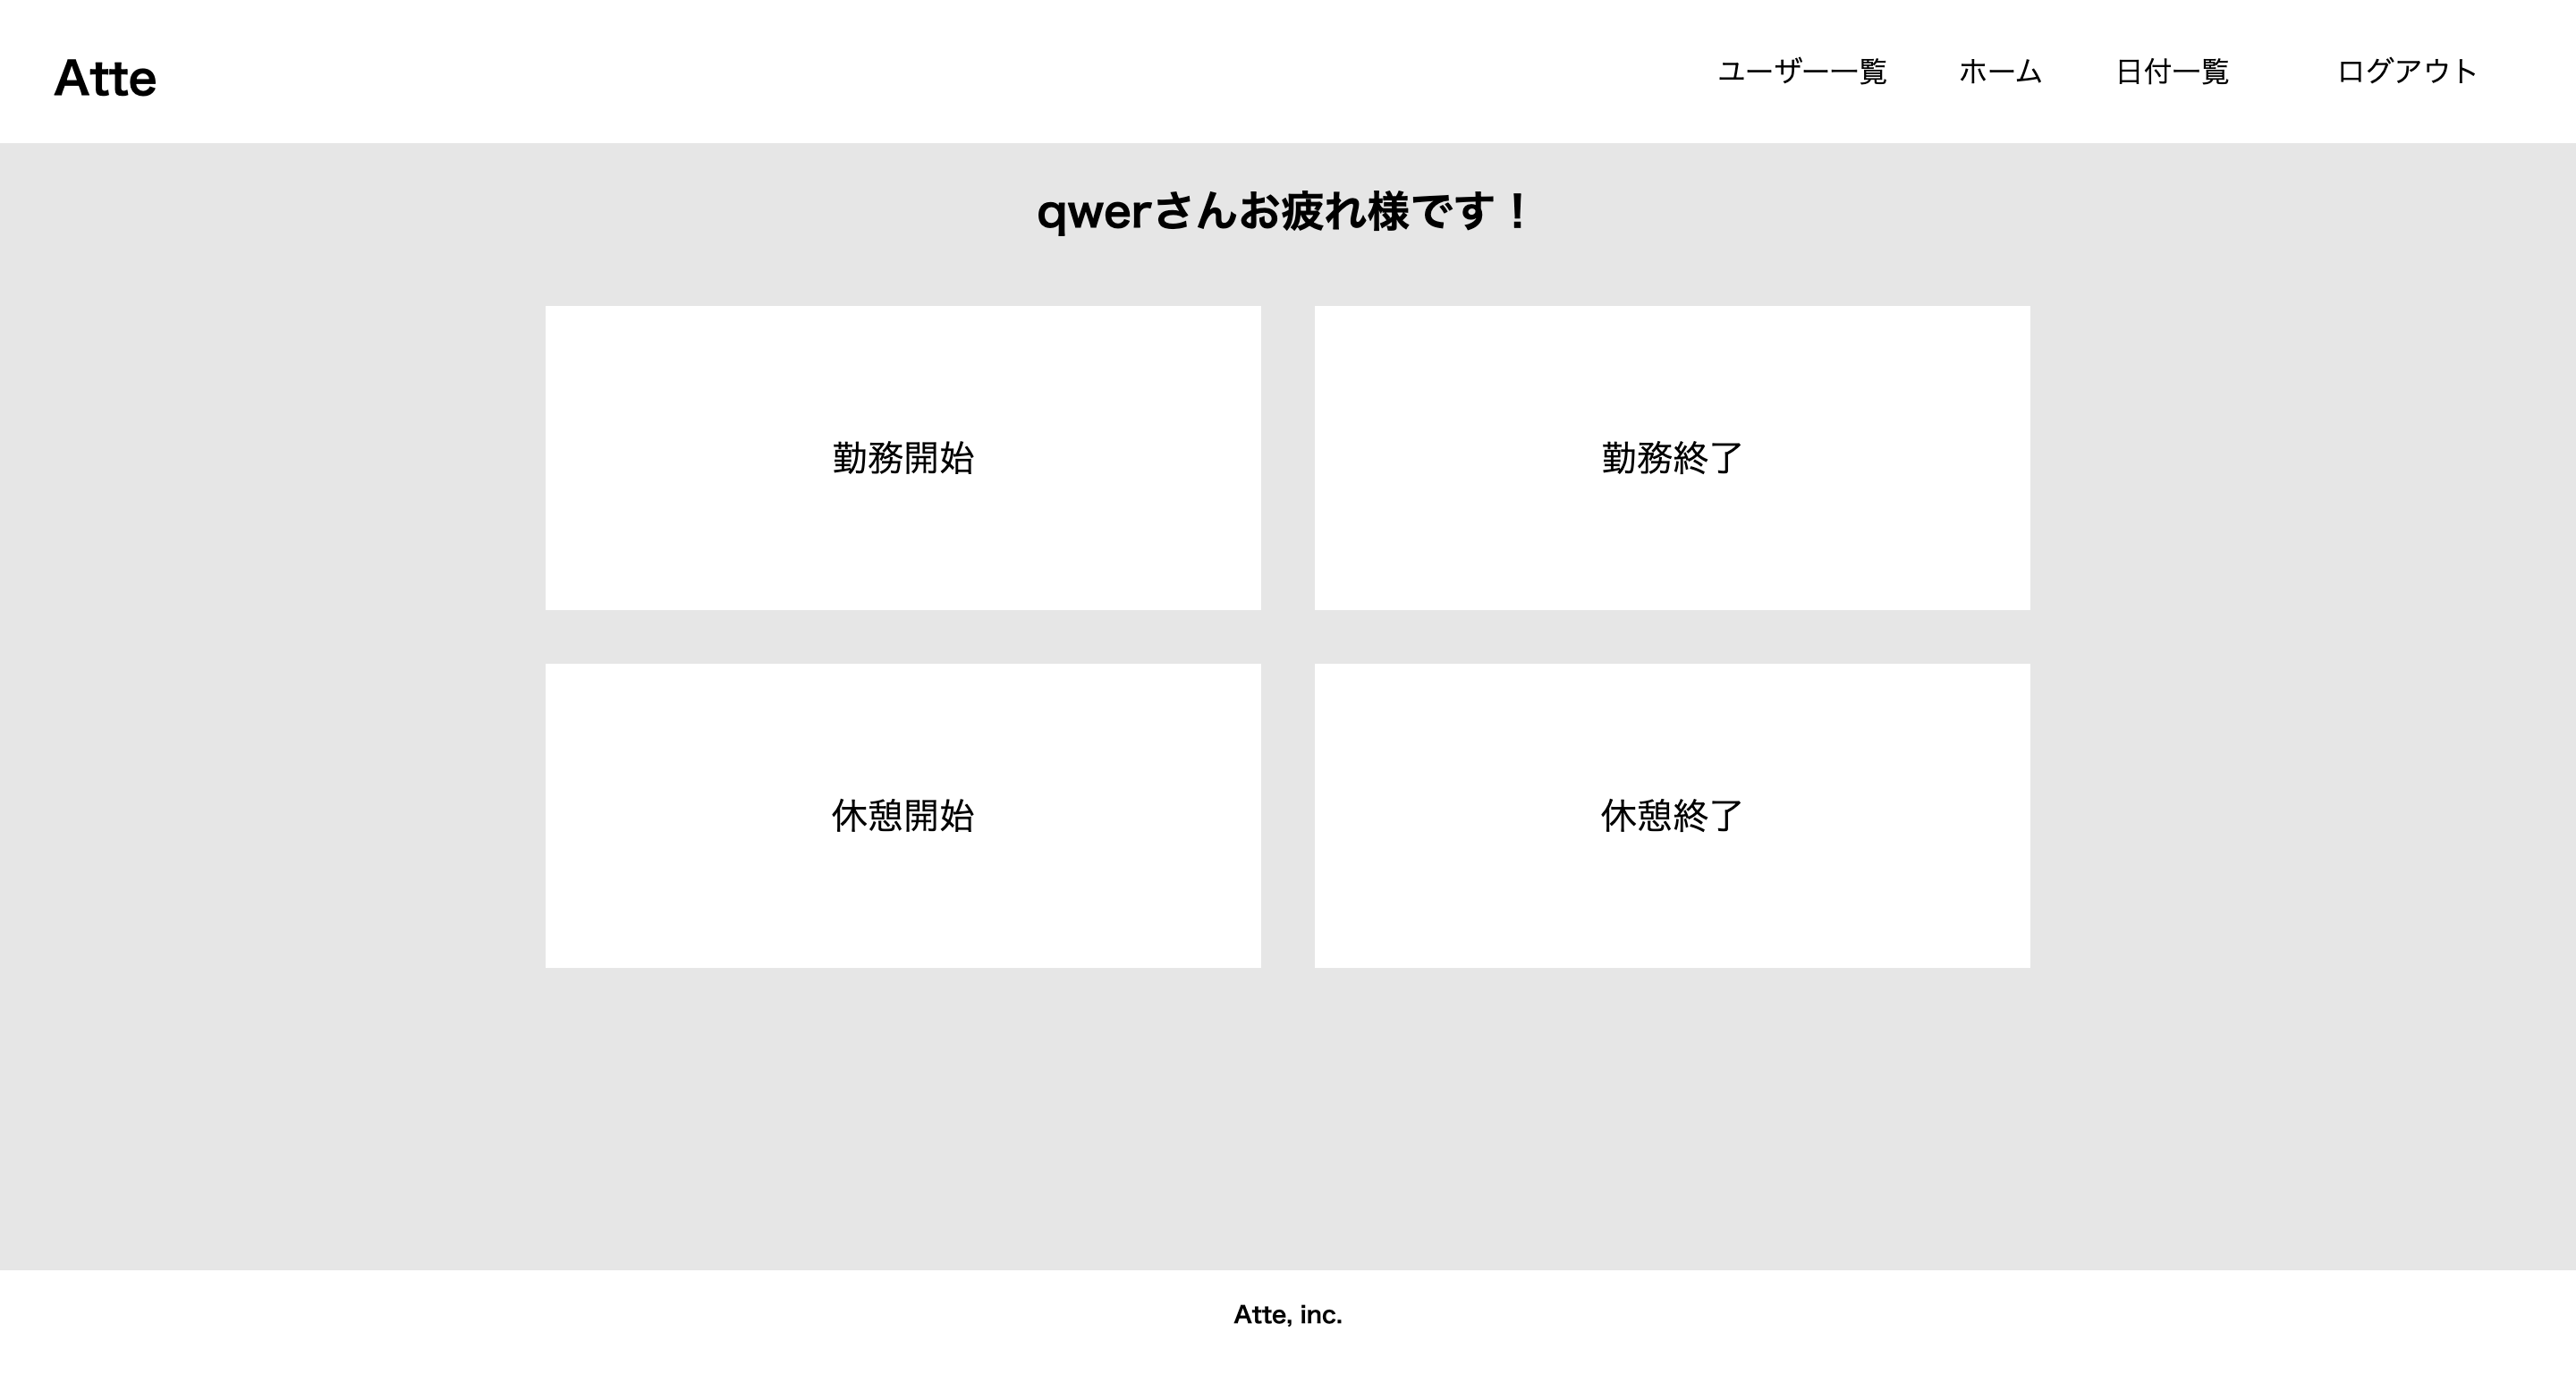 Atte
ユーザー一覧 ホーム 日付一覧 ログアウト
qwerさんお疲れ様です！
勤務開始 勤務終了
休憩開始 休憩終了
Atte, inc.